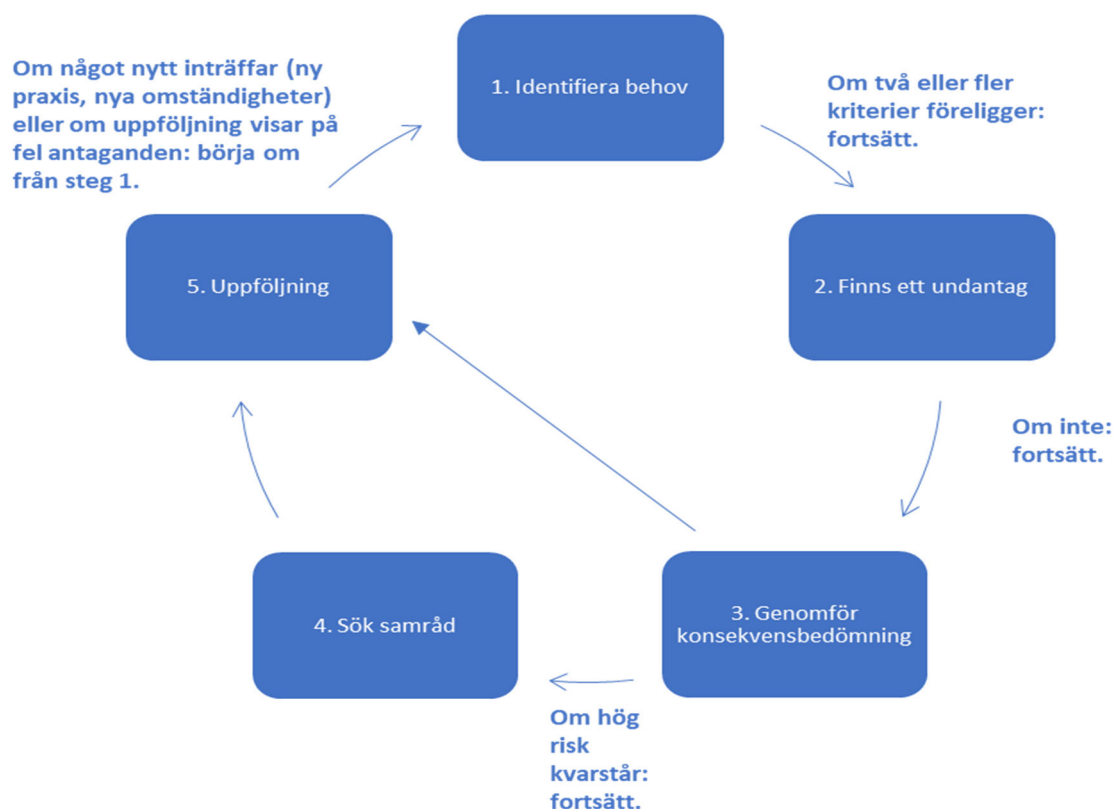 1. Identifiera behov
Om två eller fler
kriterier föreligger:
fortsätt.
2. Finns ett undantag
Om inte:
fortsätt.
3. Genomför
konsekvensbedömning
Om hög
risk
kvarstår:
fortsätt.
4. Sök samråd
5. Uppföljning
Om något nytt inträffar (ny
praxis, nya omständigheter)
eller om uppföljning visar på
fel antaganden: börja om
från steg 1.